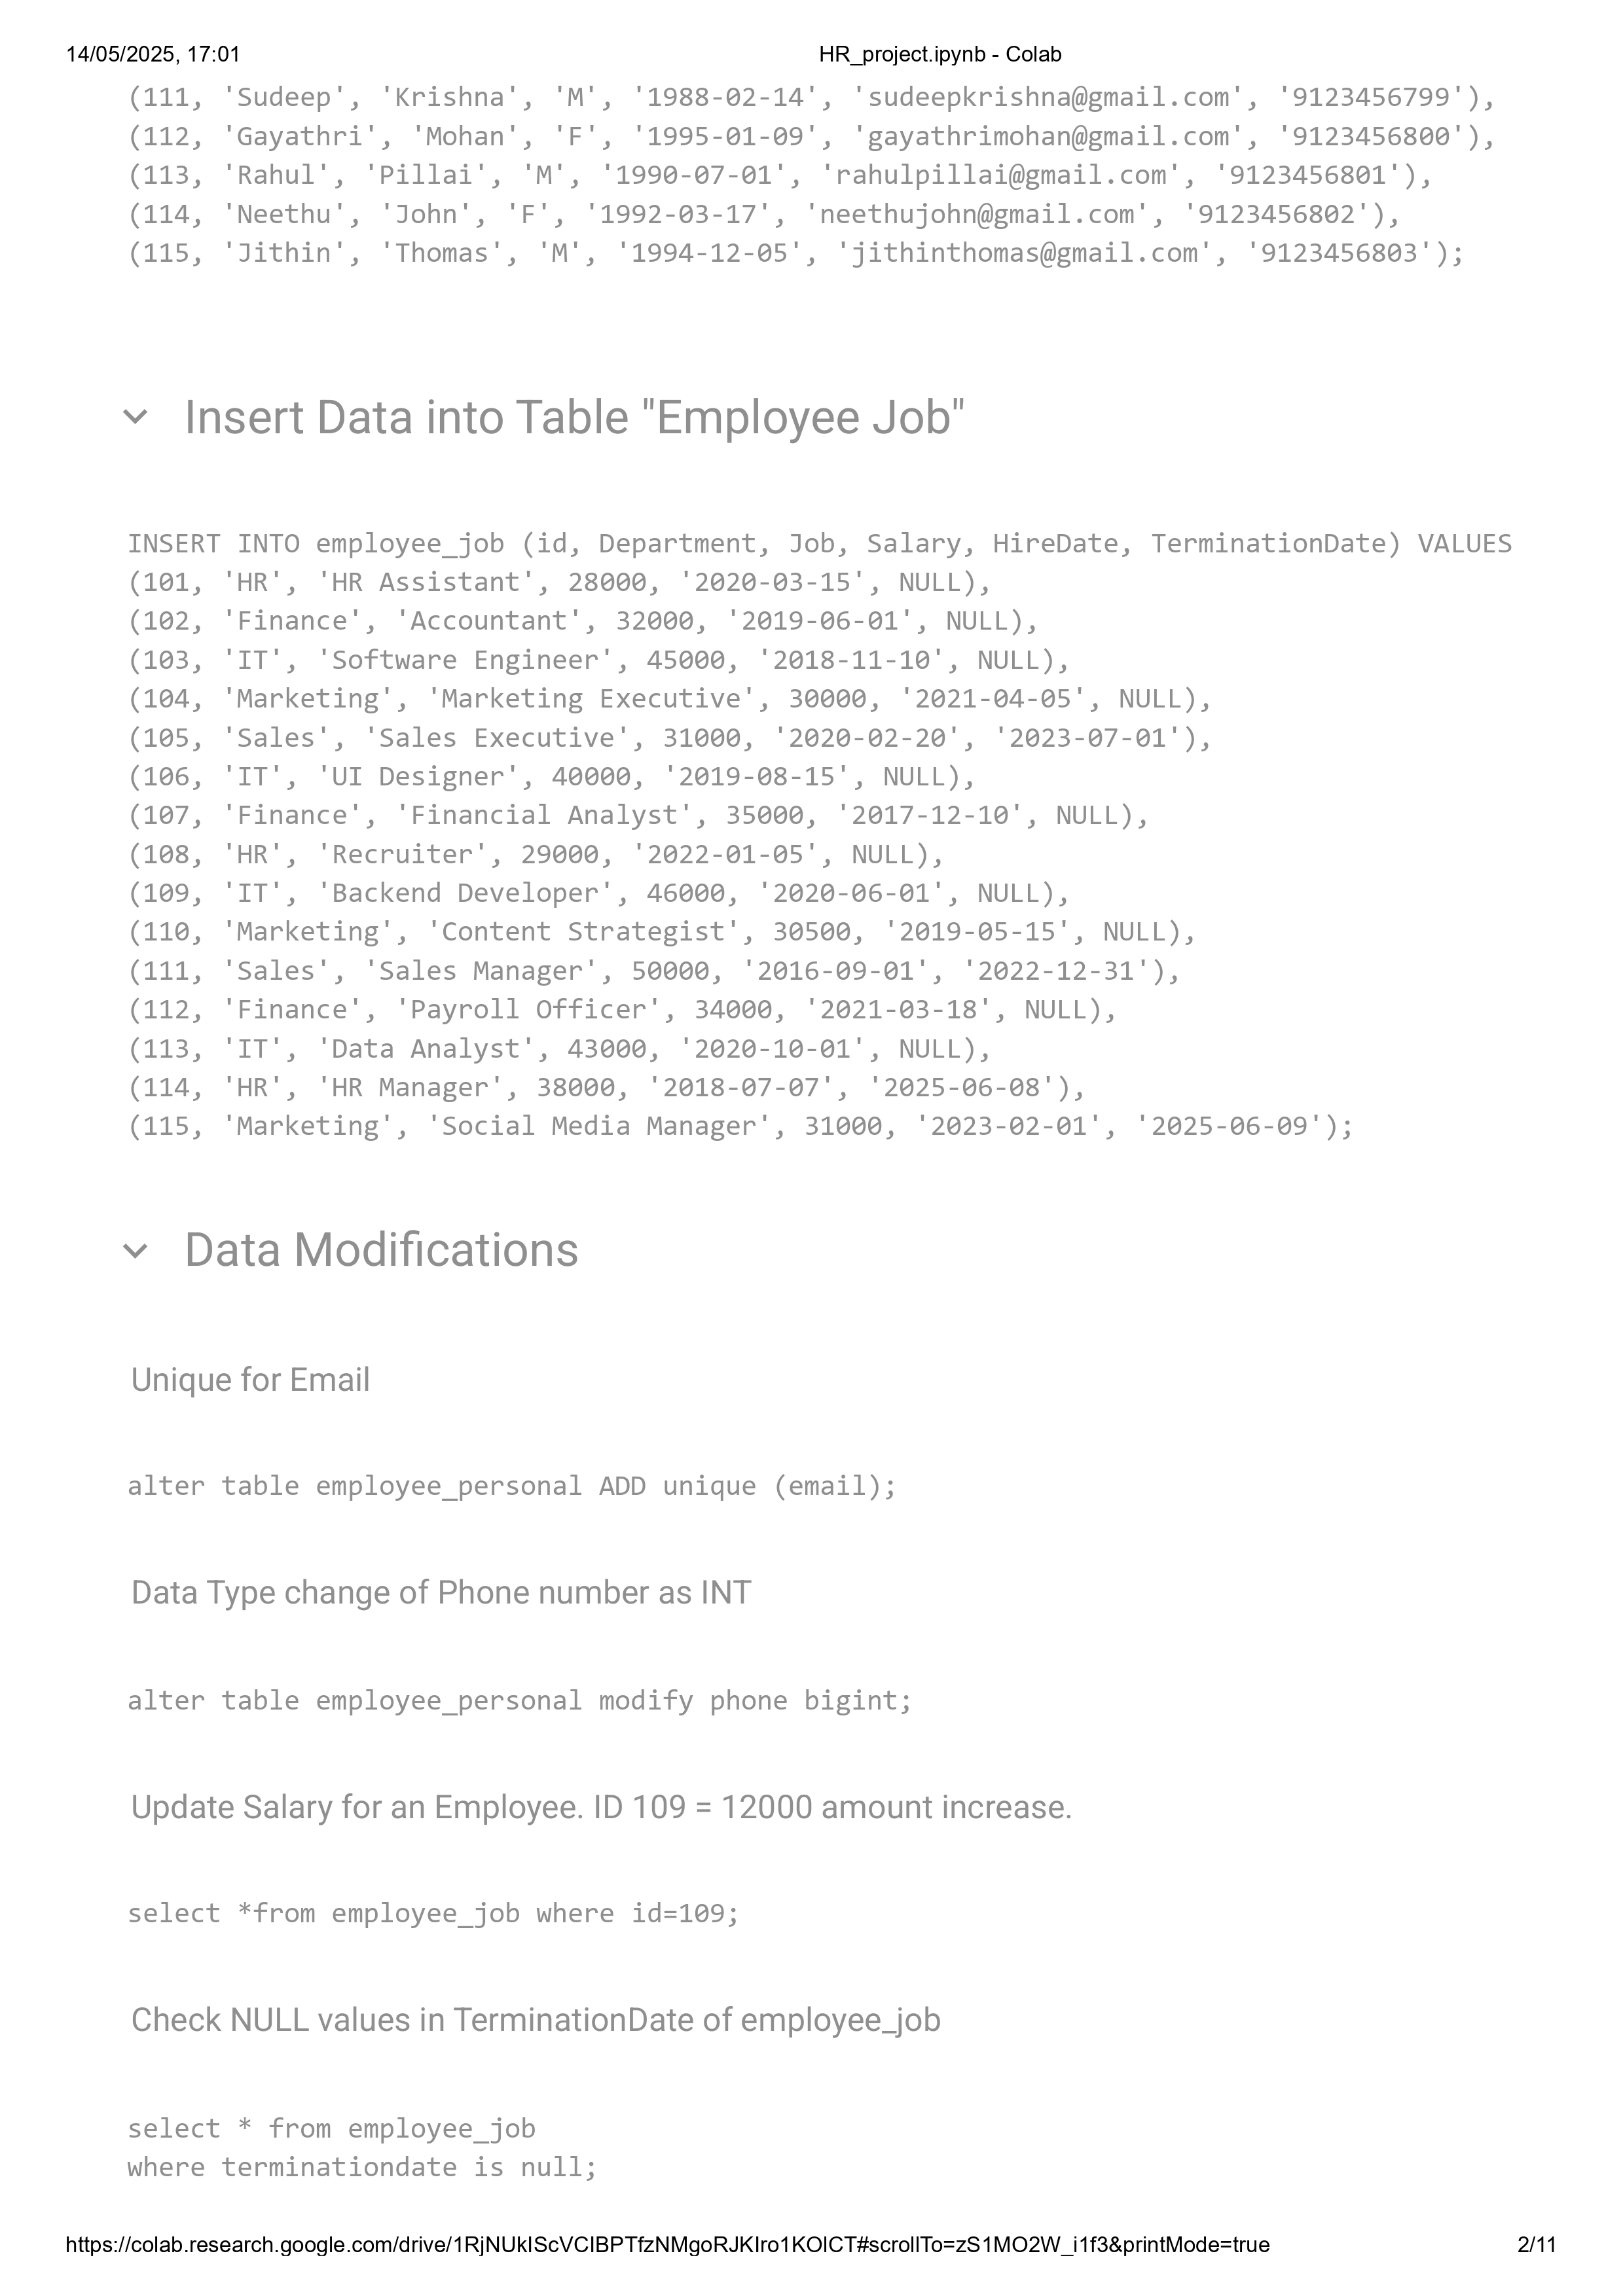 14/05/2025, 17:01 HR_project.ipynb - Colab
(111, 'Sudeep', 'Krishna', 'M', '1988-02-14', 'sudeepkrishna@gmail.com', '9123456799'),
(112, 'Gayathri', 'Mohan', 'F', '1995-01-09', 'gayathrimohan@gmail.com', '9123456800'),
(113, 'Rahul', 'Pillai', 'M', '1990-07-01', 'rahulpillai@gmail.com', '9123456801'),
(114, 'Neethu', 'John', 'F', '1992-03-17', 'neethujohn@gmail.com', '9123456802'),
(115, 'Jithin', 'Thomas', 'M', '1994-12-05', 'jithinthomas@gmail.com', '9123456803');
Insert Data into Table "Employee Job"
INSERT INTO employee_job (id, Department, Job, Salary, HireDate, TerminationDate) VALUES
(101, 'HR', 'HR Assistant', 28000, '2020-03-15', NULL),
(102, 'Finance', 'Accountant', 32000, '2019-06-01', NULL),
(103, 'IT', 'Software Engineer', 45000, '2018-11-10', NULL),
(104, 'Marketing', 'Marketing Executive', 30000, '2021-04-05', NULL),
(105, 'Sales', 'Sales Executive', 31000, '2020-02-20', '2023-07-01'),
(106, 'IT', 'UI Designer', 40000, '2019-08-15', NULL),
(107, 'Finance', 'Financial Analyst', 35000, '2017-12-10', NULL),
(108, 'HR', 'Recruiter', 29000, '2022-01-05', NULL),
(109, 'IT', 'Backend Developer', 46000, '2020-06-01', NULL),
(110, 'Marketing', 'Content Strategist', 30500, '2019-05-15', NULL),
(111, 'Sales', 'Sales Manager', 50000, '2016-09-01', '2022-12-31'),
(112, 'Finance', 'Payroll Officer', 34000, '2021-03-18', NULL),
(113, 'IT', 'Data Analyst', 43000, '2020-10-01', NULL),
(114, 'HR', 'HR Manager', 38000, '2018-07-07', '2025-06-08'),
(115, 'Marketing', 'Social Media Manager', 31000, '2023-02-01', '2025-06-09');
Data Modifications
Unique for Email
alter table employee_personal ADD unique (email);
Data Type change of Phone number as INT
alter table employee_personal modify phone bigint;
Update Salary for an Employee. ID 109 = 12000 amount increase.
select *from employee_job where id=109;
Check NULL values in TerminationDate of employee_job
select * from employee_job
where terminationdate is null;
https://colab.research.google.com/drive/1RjNUkIScVCIBPTfzNMgoRJKIro1KOICT#scrollTo=zS1MO2W_i1f3&printMode=true 2/11